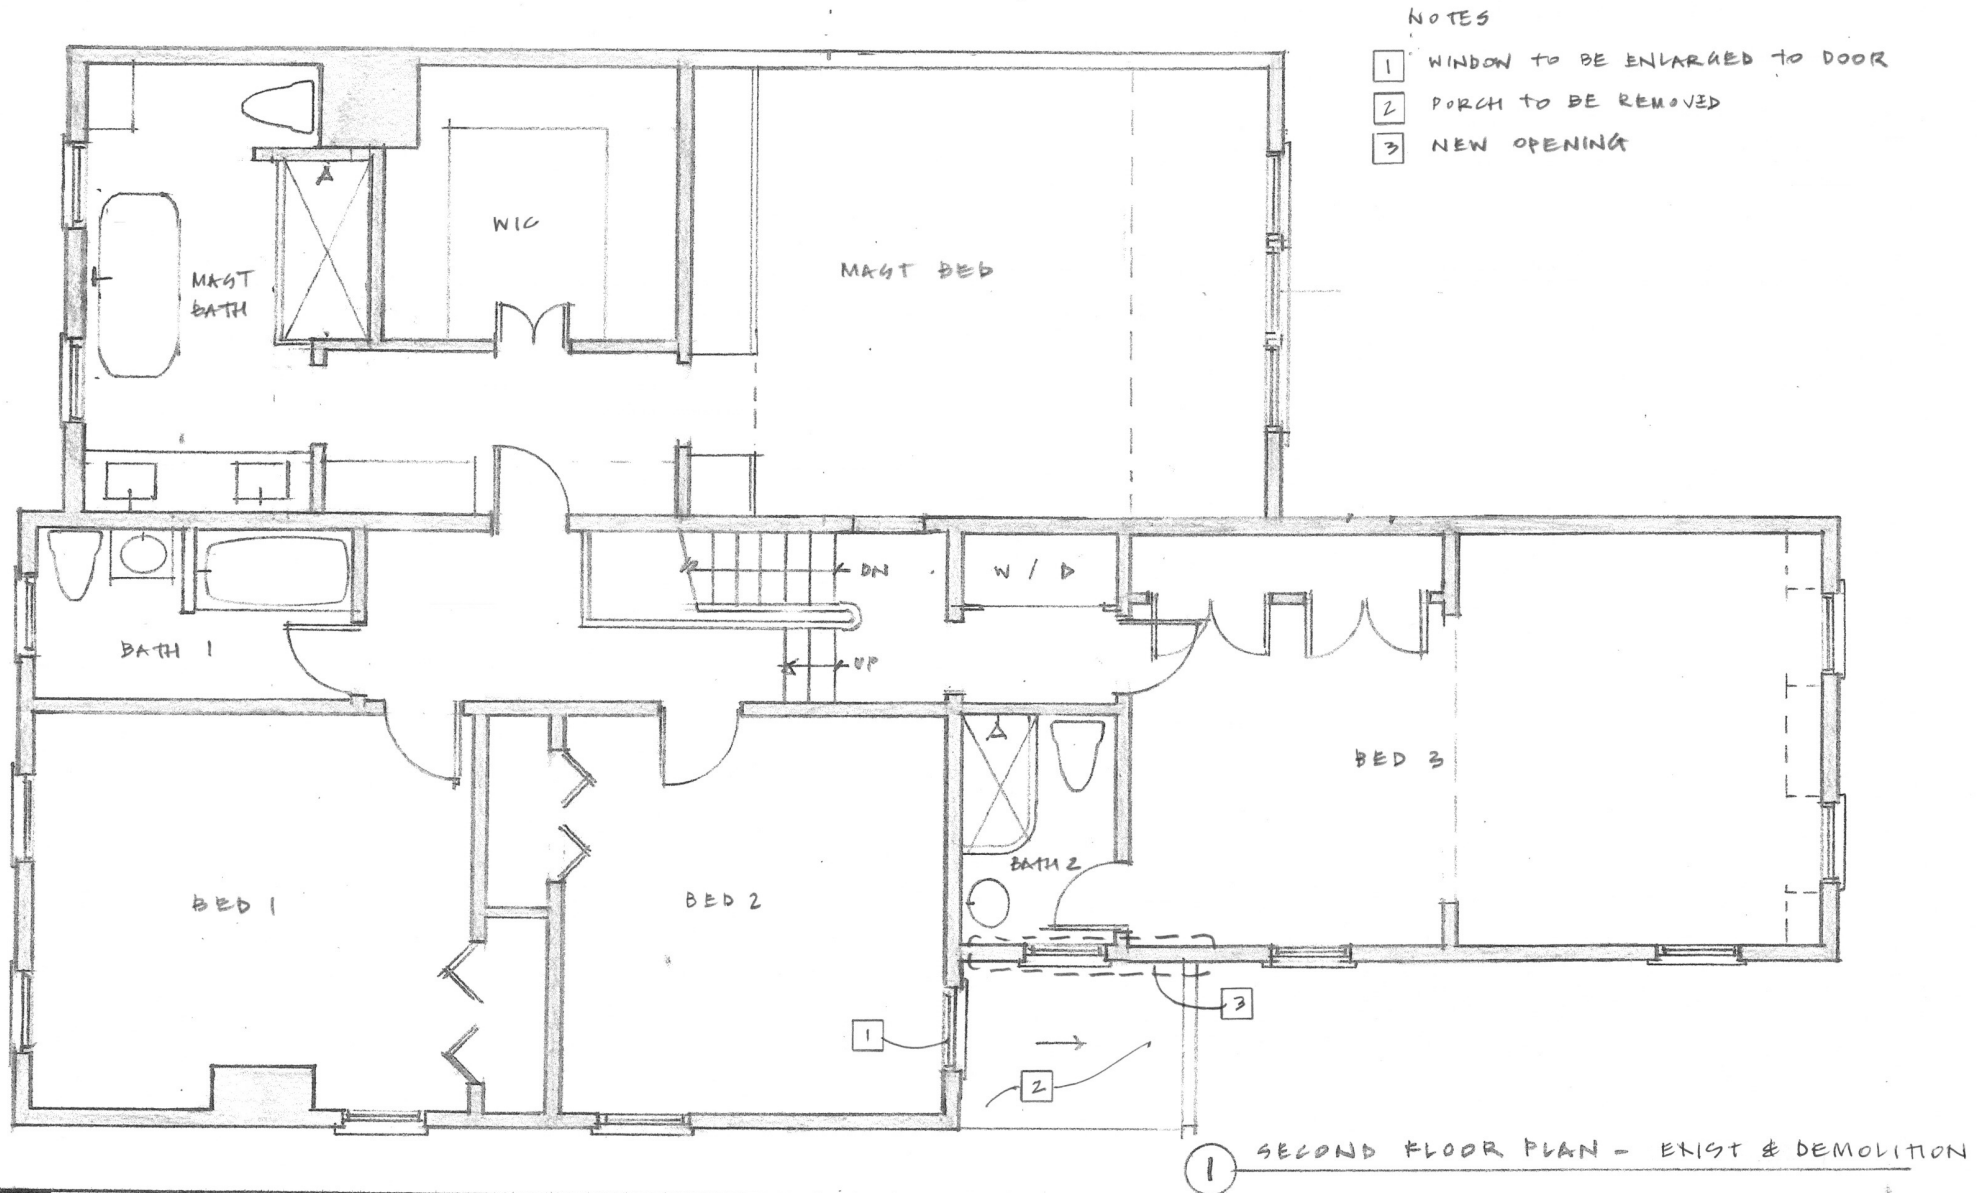 NOTES
1 WINDOW TO BE ENLARGED TO DOOR
2 PORCH TO BE REMOVED
3 NEW OPENING
WIC
MAST BED
MAST
BATH
DN
W / D
BATH 1
UP
BED 3
BATH 2
BED 1
BED 2
3
1
2
1 SECOND FLOOR PLAN - EXIST & DEMOLITION